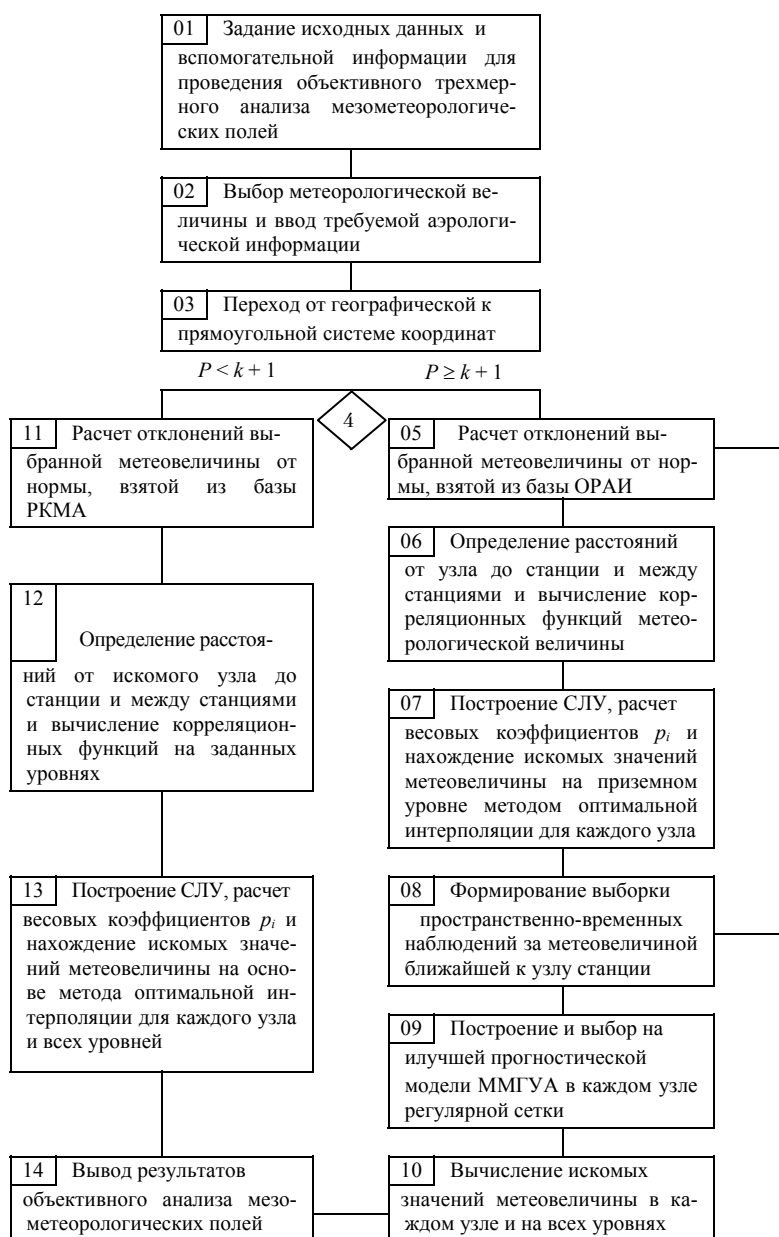 01 Задание исходных данных и
вспомогательной информации для
проведения объективного трехмер-
ного анализа мезометеорологиче-
ских полей
02 Выбор метеорологической ве-
личины и ввод требуемой аэрологи-
ческой информации
03 Переход от географической к
прямоугольной системе координат
P < k + 1
P ≥ k + 1
4
11 Расчет отклонений вы-
бранной метеовеличины от
нормы, взятой из базы
РКМА
12
Определение расстоя-
ний от искомого узла до
станции и между станциями
и вычисление корреляцион-
ных функций на заданных
уровнях
13 Построение СЛУ, расчет
весовых коэффициентов pi и
нахождение искомых значе-
ний метеовеличины на осно-
ве метода оптимальной ин-
терполяции для каждого узла
и всех уровней
14 Вывод результатов
объективного анализа мезо-
метеорологических полей
05 Расчет отклонений вы-
бранной метеовеличины от нор-
мы, взятой из базы ОРАИ
06 Определение расстояний
от узла до станции и между
станциями и вычисление кор-
реляционных функций метео-
рологической величины
07 Построение СЛУ, расчет
весовых коэффициентов pi и
нахождение искомых значений
метеовеличины на приземном
уровне методом оптимальной
интерполяции для каждого узла
08 Формирование выборки
пространственно-временных
наблюдений за метеовеличиной
ближайшей к узлу станции
09 Построение и выбор на
илучшей прогностической
модели ММГУА в каждом узле
регулярной сетки
10 Вычисление искомых
значений метеовеличины в ка-
ждом узле и на всех уровнях